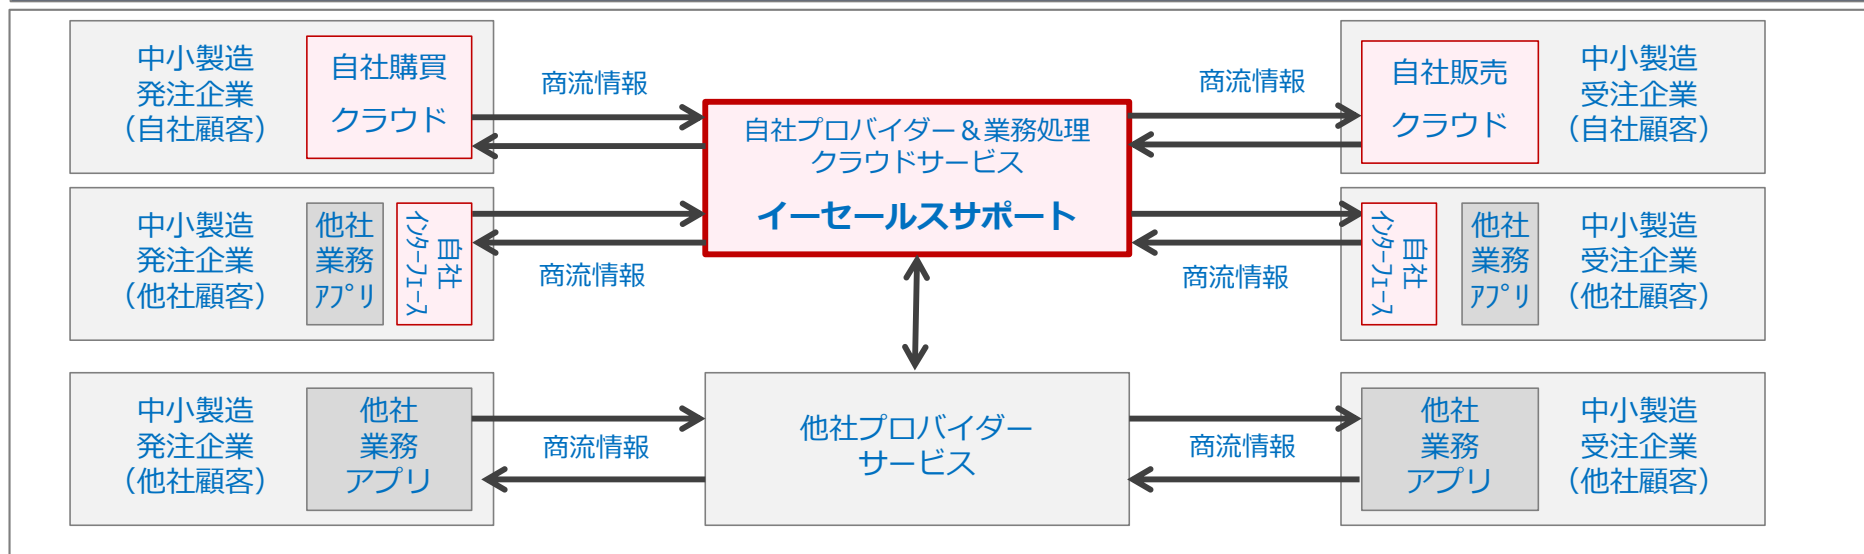 中小製造
発注企業
（自社顧客）
自社購買
クラウド
商流情報
自社プロバイダー＆業務処理
クラウドサービス
イーセールスサポート
商流情報
自社販売
クラウド
中小製造
受注企業
（自社顧客）
中小製造
発注企業
（他社顧客）
他社
業務
ｱﾌﾟﾘ
自社
ｲﾝﾀｰﾌｪｰｽ
商流情報
商流情報
自社
ｲﾝﾀｰﾌｪｰｽ
他社
業務
ｱﾌﾟﾘ
中小製造
受注企業
（他社顧客）
中小製造
発注企業
（他社顧客）
他社
業務
アプリ
商流情報
他社プロバイダー
サービス
商流情報
他社
業務
アプリ
中小製造
受注企業
（他社顧客）